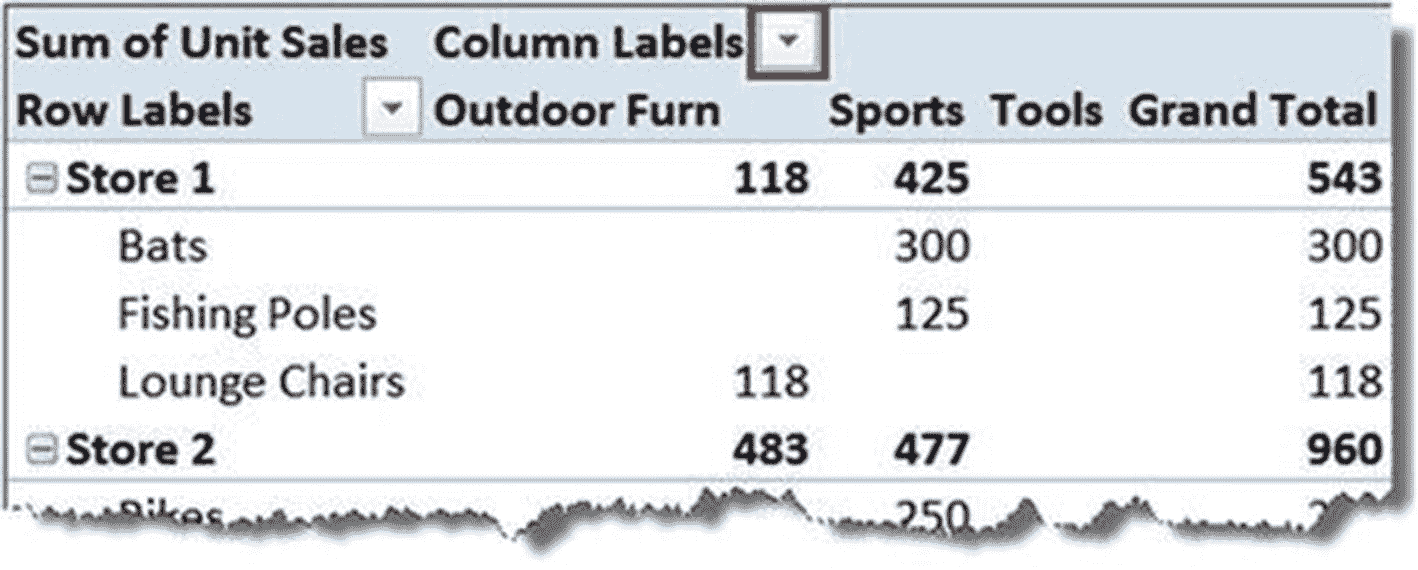 Sum of Unit Sales Column Labels
Row Labels Outdoor Furn Sports Tools Grand Total
Store 1 118 425 543
Bats 300 300
Fishing Poles 125 125
Lounge Chairs 118 118
Store 2 483 477 960
Bikes 250